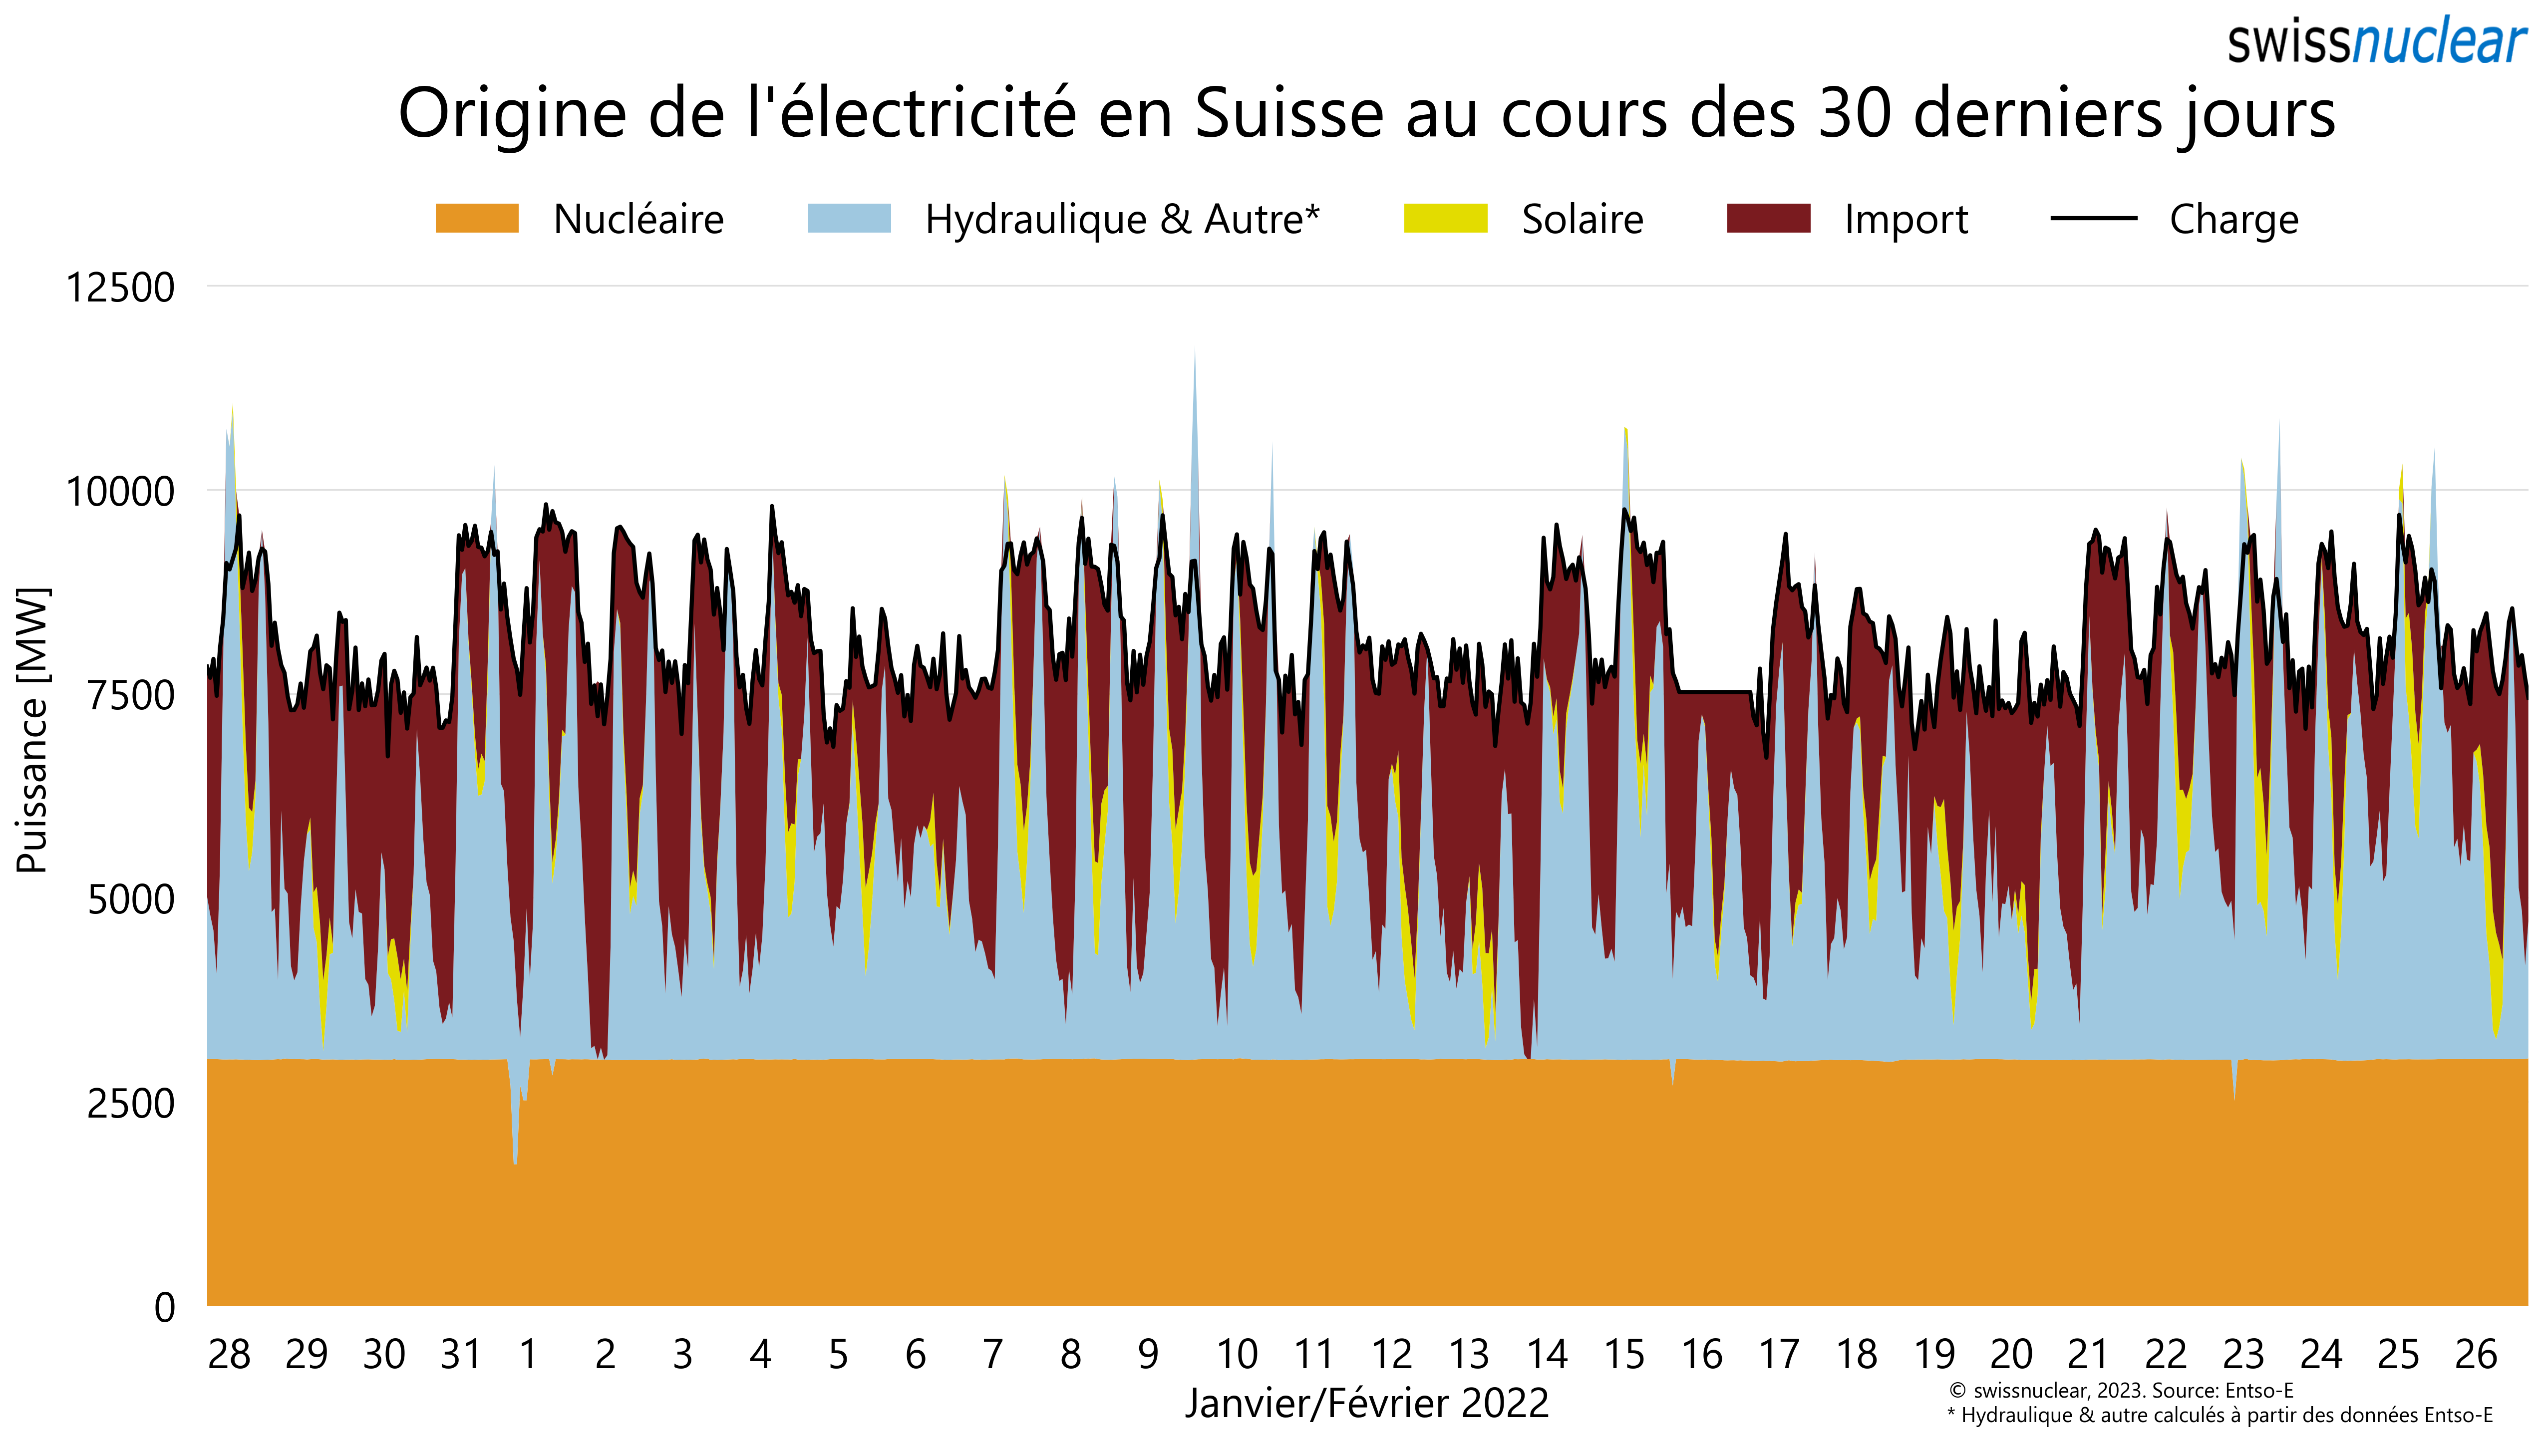 swissnuclear
Origine de l'électricité en Suisse au cours des 30 derniers jours
Nucléaire Hydraulique & Autre* Solaire Import Charge
12500
10000
7500
5000
2500
0
Puissance [MW]
28 29 30 31 1 2 3 4 5 6 7 8 9 10 11 12 13 14 15 16 17 18 19 20 21 22 23 24 25 26
Janvier/Février 2022
© swissnuclear, 2023. Source: Entso-E
* Hydraulique & autre calculés à partir des données Entso-E